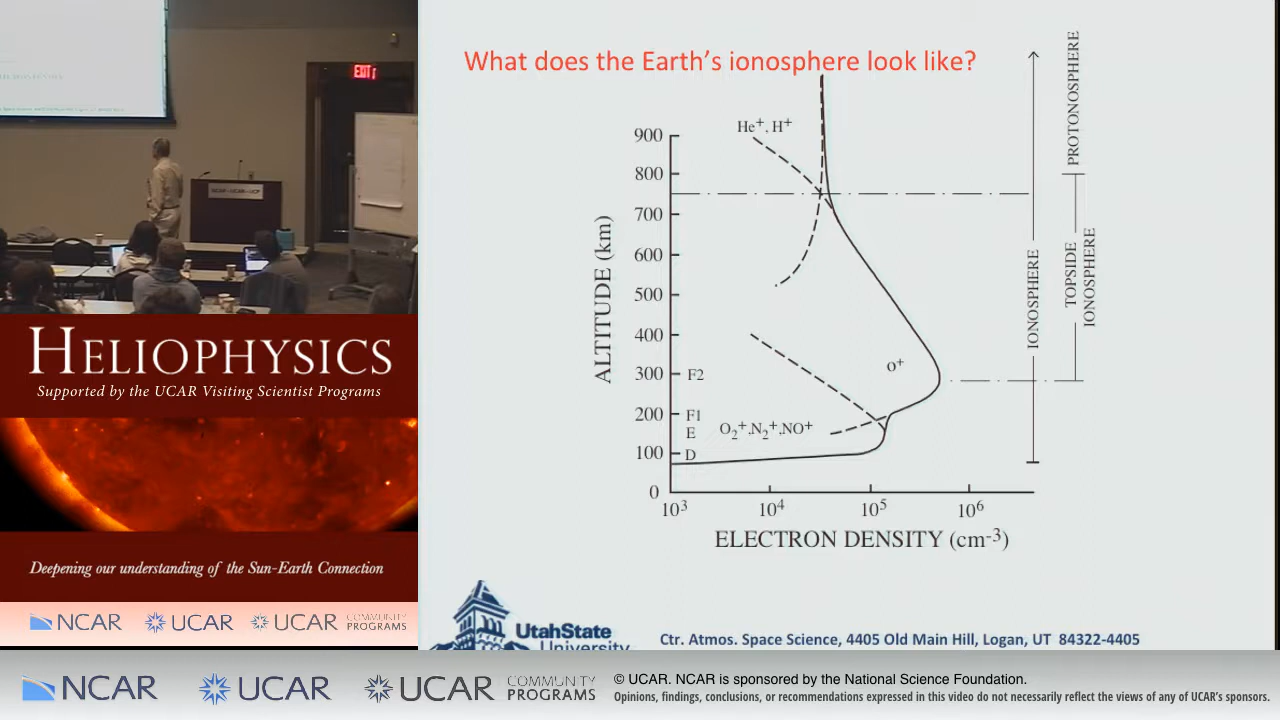 EXIT
NCAR-UCAR-UCP
HELIOPHYSICS
Supported by the UCAR Visiting Scientist Programs
Deepening our understanding of the Sun-Earth Connection
NCAR
UCAR
UCAR
COMMUNITY
PROGRAMS
What does the Earth's ionosphere look like?
He⁺, H⁺
900
800
700
600
500
400
300
200
100
0
ALTITUDE (km)
F2
F1
E
D
O₂⁺,N₂⁺,NO⁺
O⁺
10³
10⁴
10⁵
10⁶
ELECTRON DENSITY (cm⁻³)
IONOSPHERE
PROTONOSPHERE
TOPSIDE
IONOSPHERE
UtahState
University
Ctr. Atmos. Space Science, 4405 Old Main Hill, Logan, UT 84322-4405
NCAR
UCAR
UCAR
COMMUNITY
PROGRAMS
© UCAR. NCAR is sponsored by the National Science Foundation.
Opinions, findings, conclusions, or recommendations expressed in this video do not necessarily reflect the views of any of UCAR's sponsors.